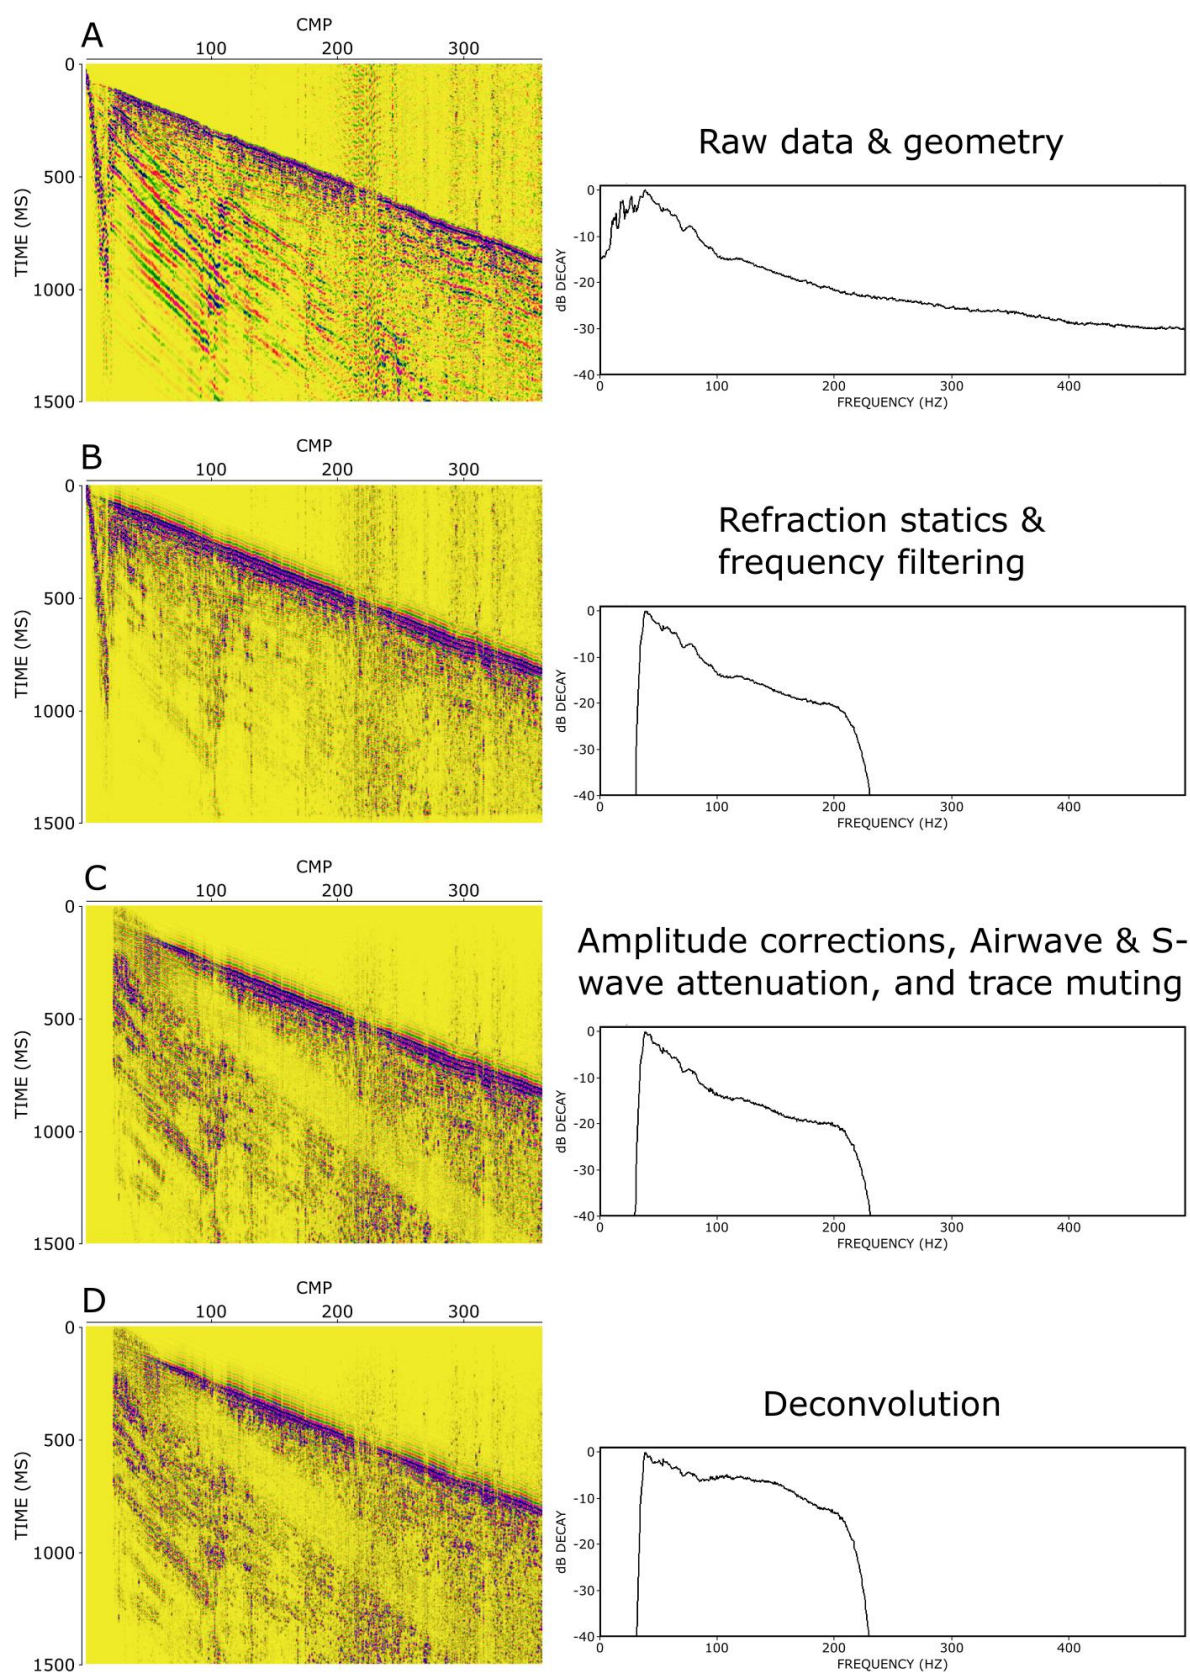 A
CMP
100 200 300
0
500
1000
1500
TIME (MS)
Raw data & geometry
0
-10
-20
-30
-40
dB DECAY
0 100 200 300 400
FREQUENCY (HZ)
B
CMP
100 200 300
0
500
1000
1500
TIME (MS)
Refraction statics &
frequency filtering
0
-10
-20
-30
-40
dB DECAY
0 100 200 300 400
FREQUENCY (HZ)
C
CMP
100 200 300
0
500
1000
1500
TIME (MS)
Amplitude corrections, Airwave & S-
wave attenuation, and trace muting
0
-10
-20
-30
-40
dB DECAY
0 100 200 300 400
FREQUENCY (HZ)
D
CMP
100 200 300
0
500
1000
1500
TIME (MS)
Deconvolution
0
-10
-20
-30
-40
dB DECAY
0 100 200 300 400
FREQUENCY (HZ)